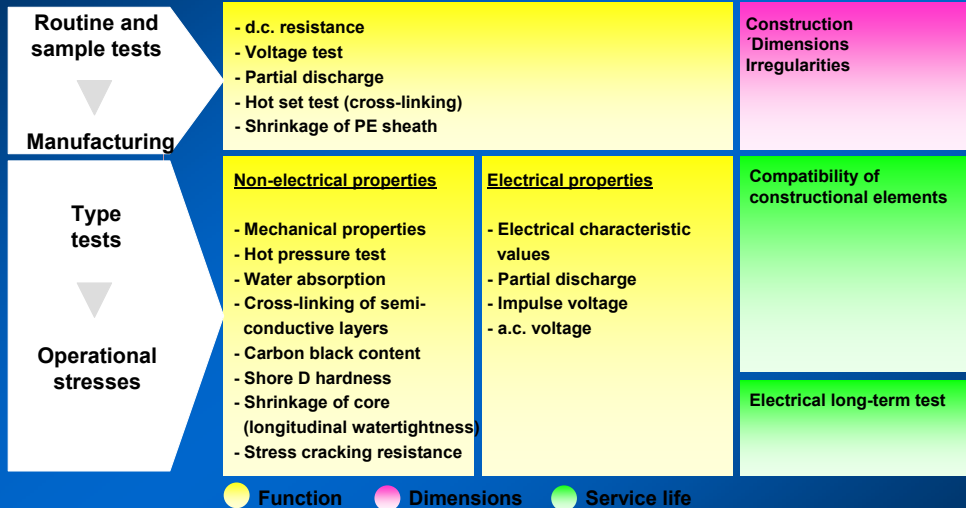 Routine and
sample tests
Manufacturing
- d.c. resistance
- Voltage test
- Partial discharge
- Hot set test (cross-linking)
- Shrinkage of PE sheath
Construction
´Dimensions
Irregularities
Type
tests
Operational
stresses
Non-electrical properties
- Mechanical properties
- Hot pressure test
- Water absorption
- Cross-linking of semi-
conductive layers
- Carbon black content
- Shore D hardness
- Shrinkage of core
(longitudinal watertightness)
- Stress cracking resistance
Electrical properties
- Electrical characteristic
values
- Partial discharge
- Impulse voltage
- a.c. voltage
Compatibility of
constructional elements
Electrical long-term test
Function Dimensions Service life